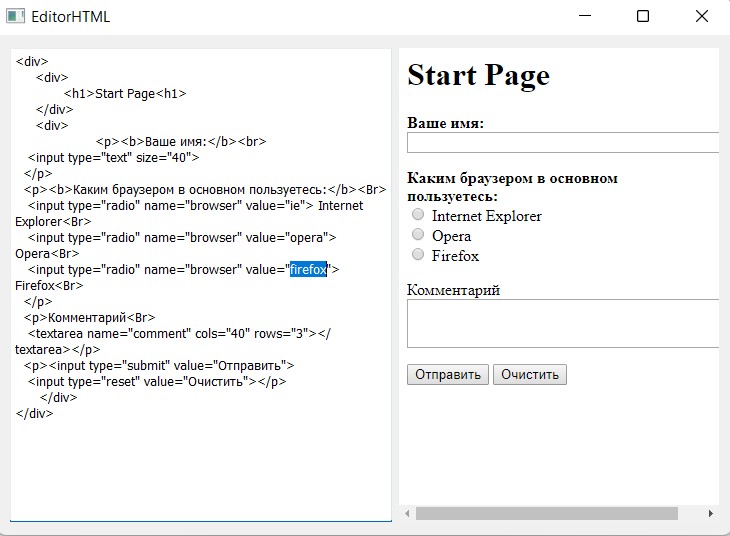 EditorHTML
<div>
<div>
<h1>Start Page<h1>
</div>
<div>
<p><b>Ваше имя:</b><br>
<input type="text" size="40">
</p>
<p><b>Каким браузером в основном пользуетесь:</b><Br>
<input type="radio" name="browser" value="ie"> Internet
Explorer<Br>
<input type="radio" name="browser" value="opera">
Opera<Br>
<input type="radio" name="browser" value="firefox">
Firefox<Br>
</p>
<p>Комментарий<Br>
<textarea name="comment" cols="40" rows="3"></
textarea></p>
<p><input type="submit" value="Отправить">
<input type="reset" value="Очистить"></p>
</div>
</div>
Start Page
Ваше имя:
Каким браузером в основном
пользуетесь:
Internet Explorer
Opera
Firefox
Комментарий
Отправить Очистить